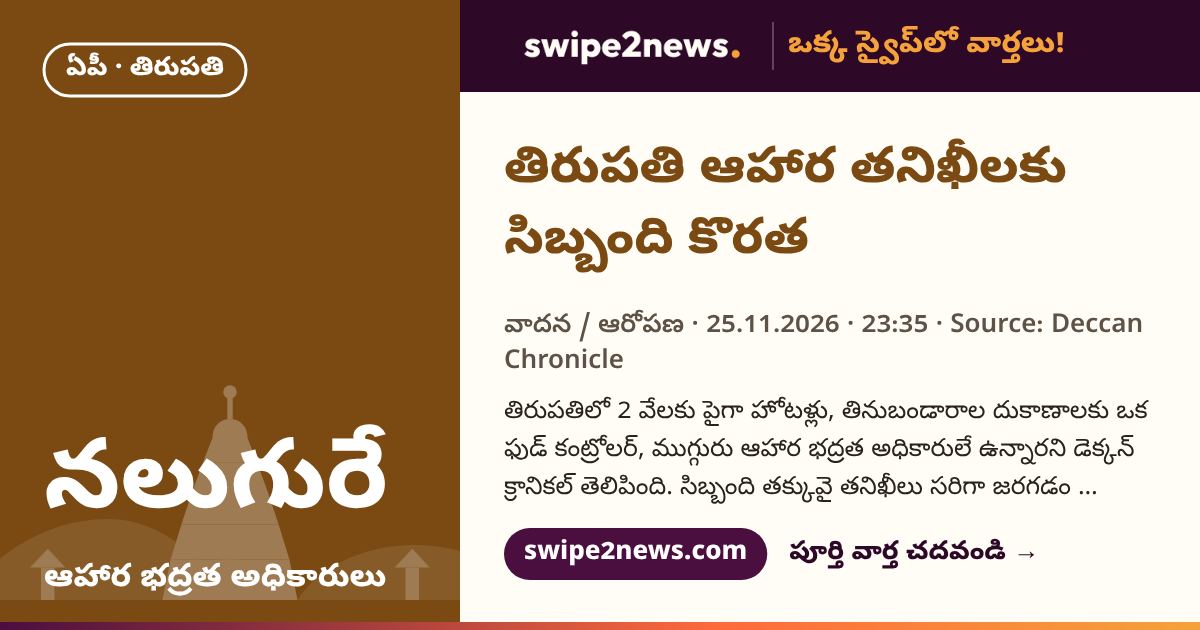 ఏపీ · తిరుపతి
నలుగురే
ఆహార భద్రత అధికారులు
swipe2news.
ఒక్క స్వైప్‌లో వార్తలు!
తిరుపతి ఆహార తనిఖీలకు
సిబ్బంది కొరత
వాదన / ఆరోపణ · 25.11.2026 · 23:35 · Source: Deccan
Chronicle
తిరుపతిలో 2 వేలకు పైగా హోటళ్లు, తినుబండారాల దుకాణాలకు ఒక
ఫుడ్ కంట్రోలర్, ముగ్గురు ఆహార భద్రత అధికారులే ఉన్నారని డెక్కన్
క్రానికల్ తెలిపింది. సిబ్బంది తక్కువై తనిఖీలు సరిగా జరగడం ...
swipe2news.com
పూర్తి వార్త చదవండి →